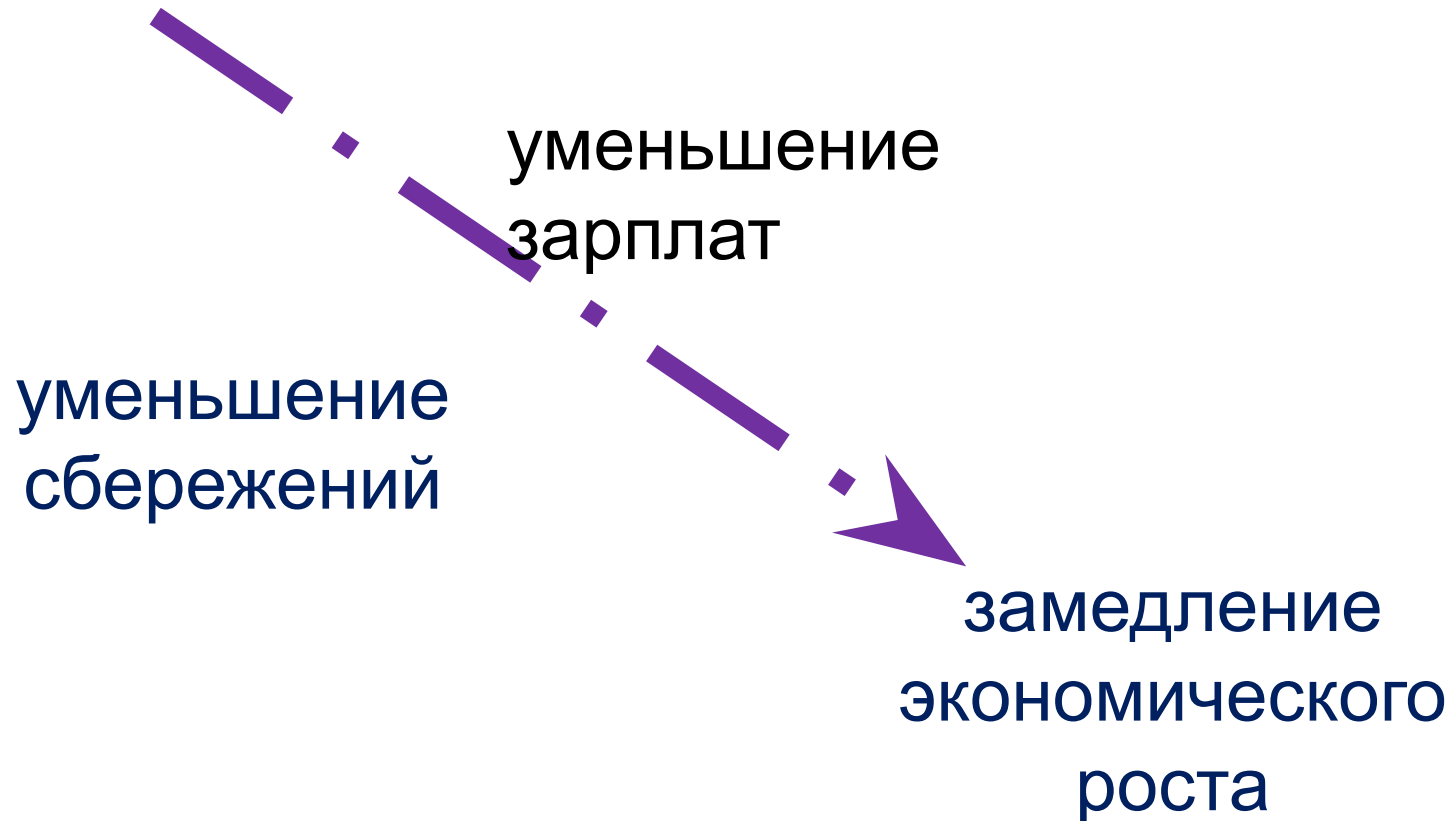 уменьшение
зарплат
уменьшение
сбережений
замедление
экономического
роста